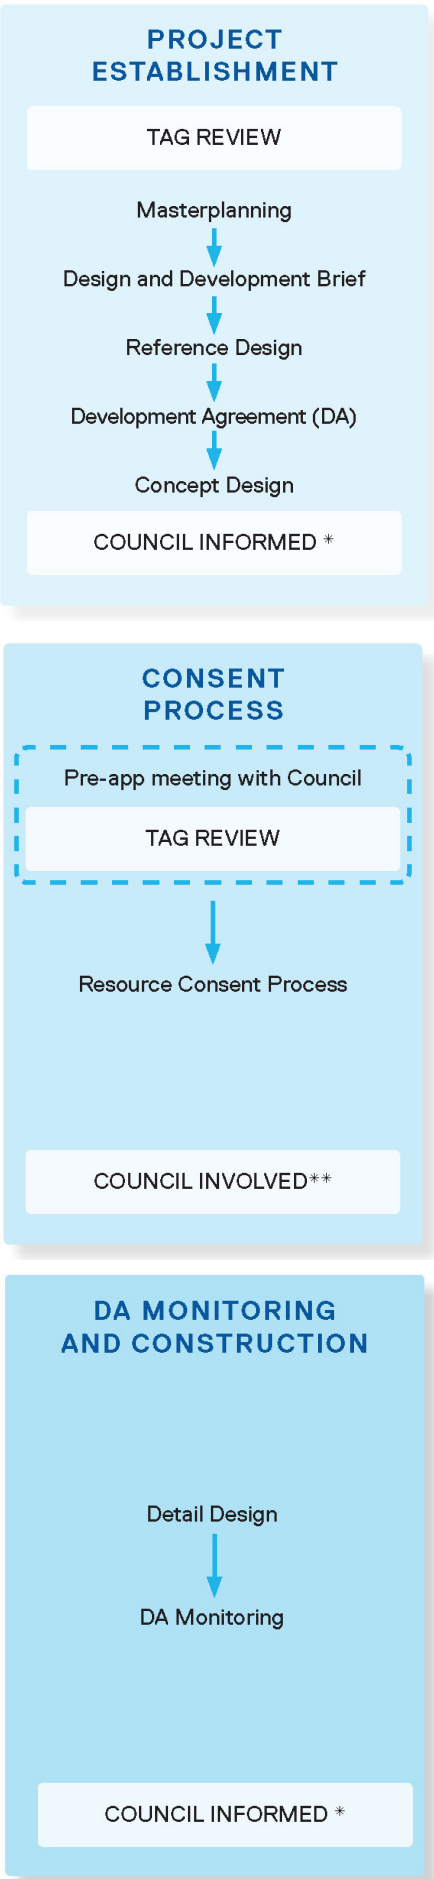 PROJECT
ESTABLISHMENT
TAG REVIEW
Masterplanning
Design and Development Brief
Reference Design
Development Agreement (DA)
Concept Design
COUNCIL INFORMED *
CONSENT
PROCESS
Pre-app meeting with Council
TAG REVIEW
Resource Consent Process
COUNCIL INVOLVED**
DA MONITORING
AND CONSTRUCTION
Detail Design
DA Monitoring
COUNCIL INFORMED *